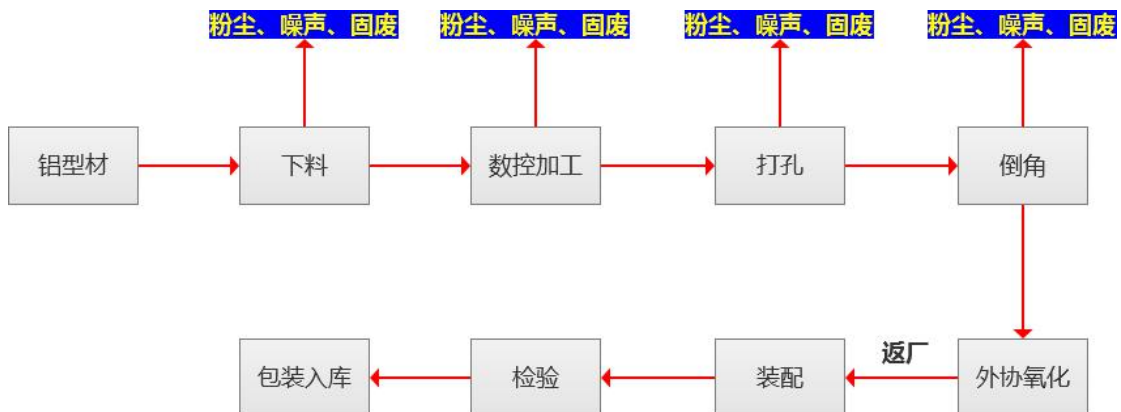 粉尘、噪声、固废
粉尘、噪声、固废
粉尘、噪声、固废
粉尘、噪声、固废
铝型材
下料
数控加工
打孔
倒角
返厂
包装入库
检验
装配
外协氧化